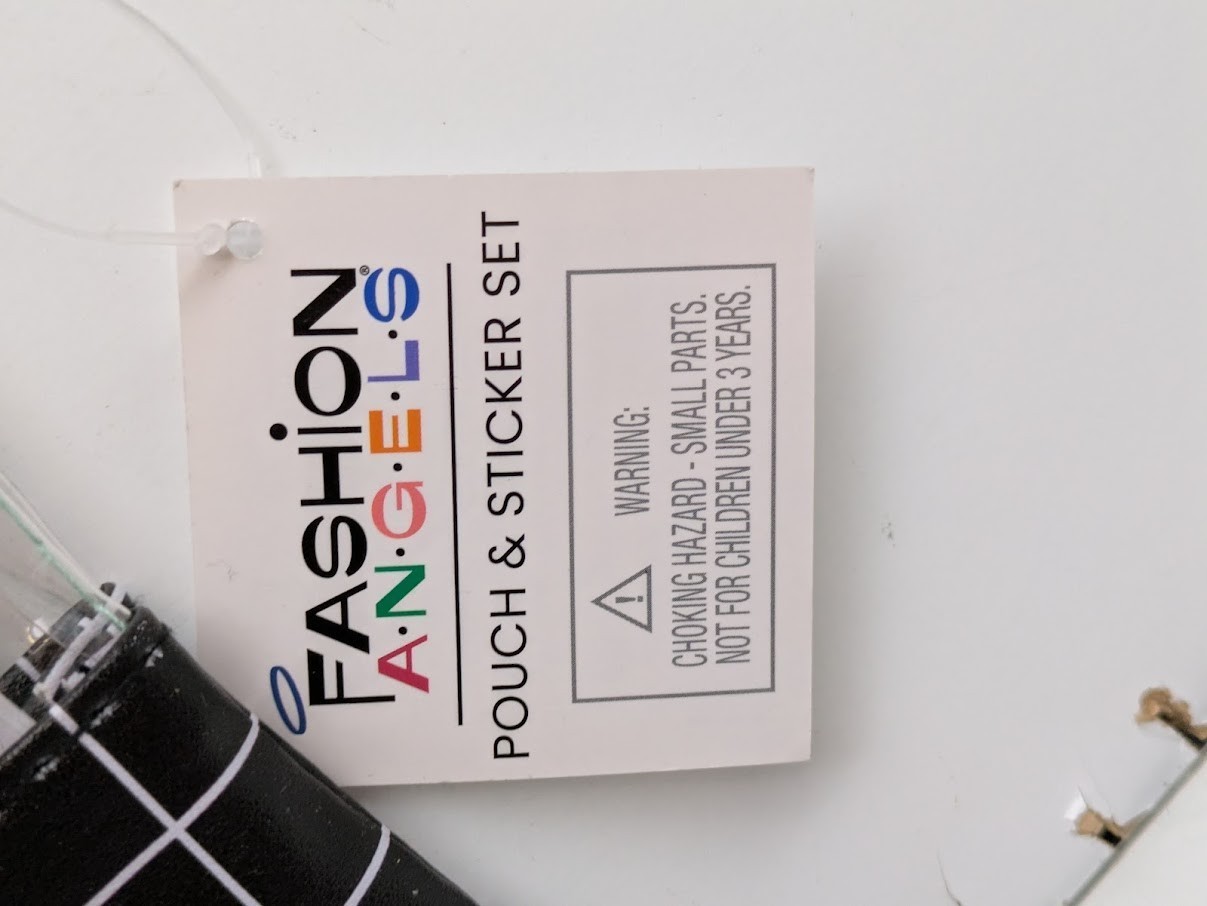 FASHION®
A·N·G·E·L·S
POUCH & STICKER SET
WARNING:
CHOKING HAZARD - SMALL PARTS.
NOT FOR CHILDREN UNDER 3 YEARS.